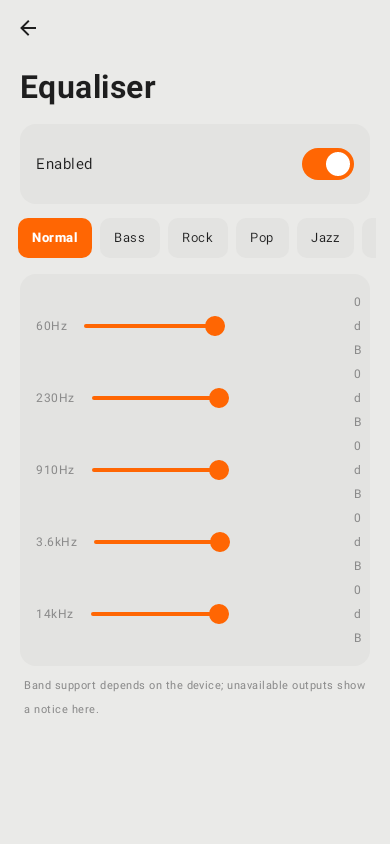 Equaliser
Enabled
Normal Bass Rock Pop Jazz
60Hz 0 d B
230Hz 0 d B
910Hz 0 d B
3.6kHz 0 d B
14kHz 0 d B
Band support depends on the device; unavailable outputs show
a notice here.